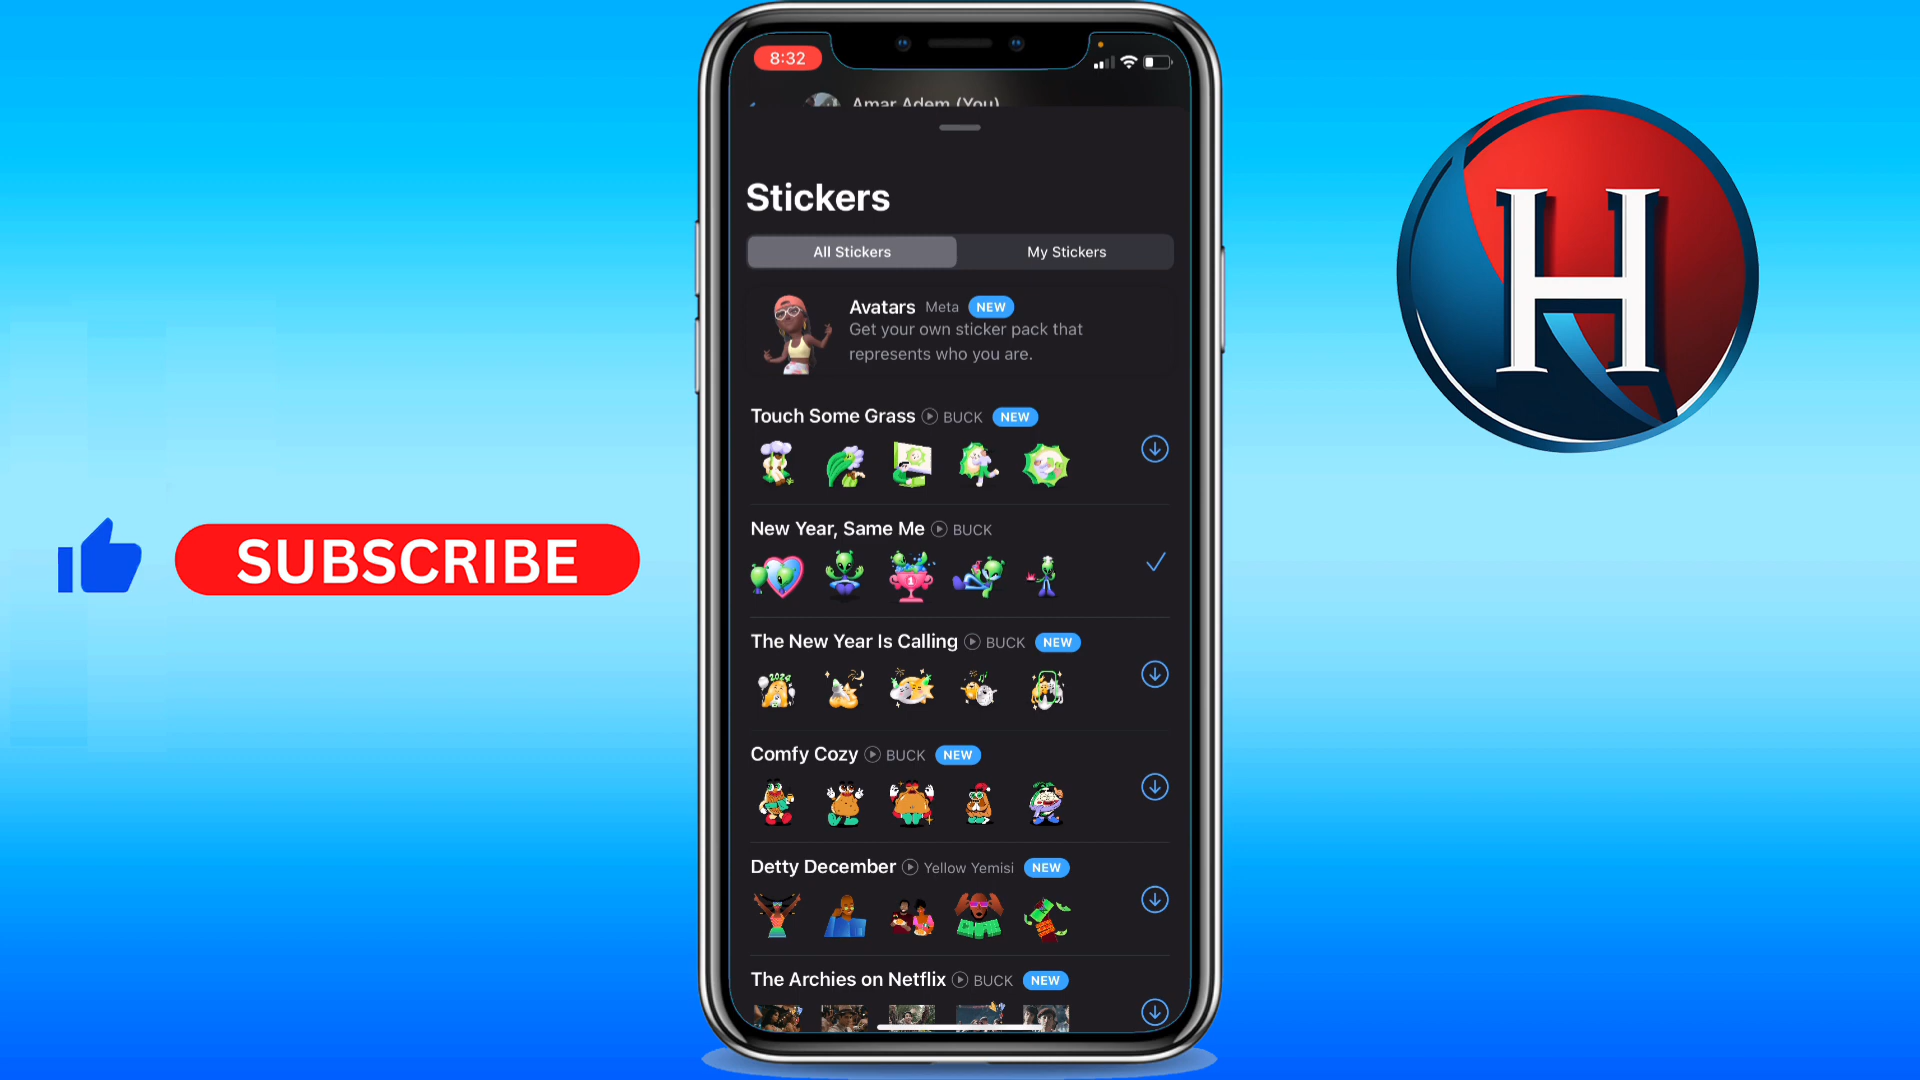 8:32
Amar Adem (You)
Stickers
All Stickers
My Stickers
Avatars Meta NEW
Get your own sticker pack that
represents who you are.
Touch Some Grass BUCK NEW
New Year, Same Me BUCK
1
The New Year Is Calling BUCK NEW
2024
Comfy Cozy BUCK NEW
Detty December Yellow Yemisi NEW
The Archies on Netflix BUCK NEW
SUBSCRIBE
H